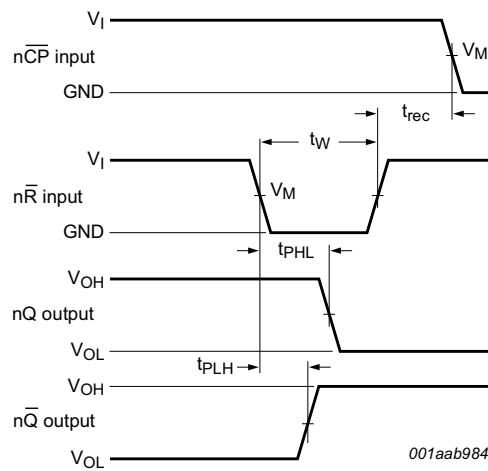 V_I
nC̅P̅ input
V_M
GND
t_rec
t_W
V_I
nR̅ input
V_M
GND
t_PHL
V_OH
nQ output
V_OL
t_PLH
V_OH
nQ̅ output
V_OL
001aab984